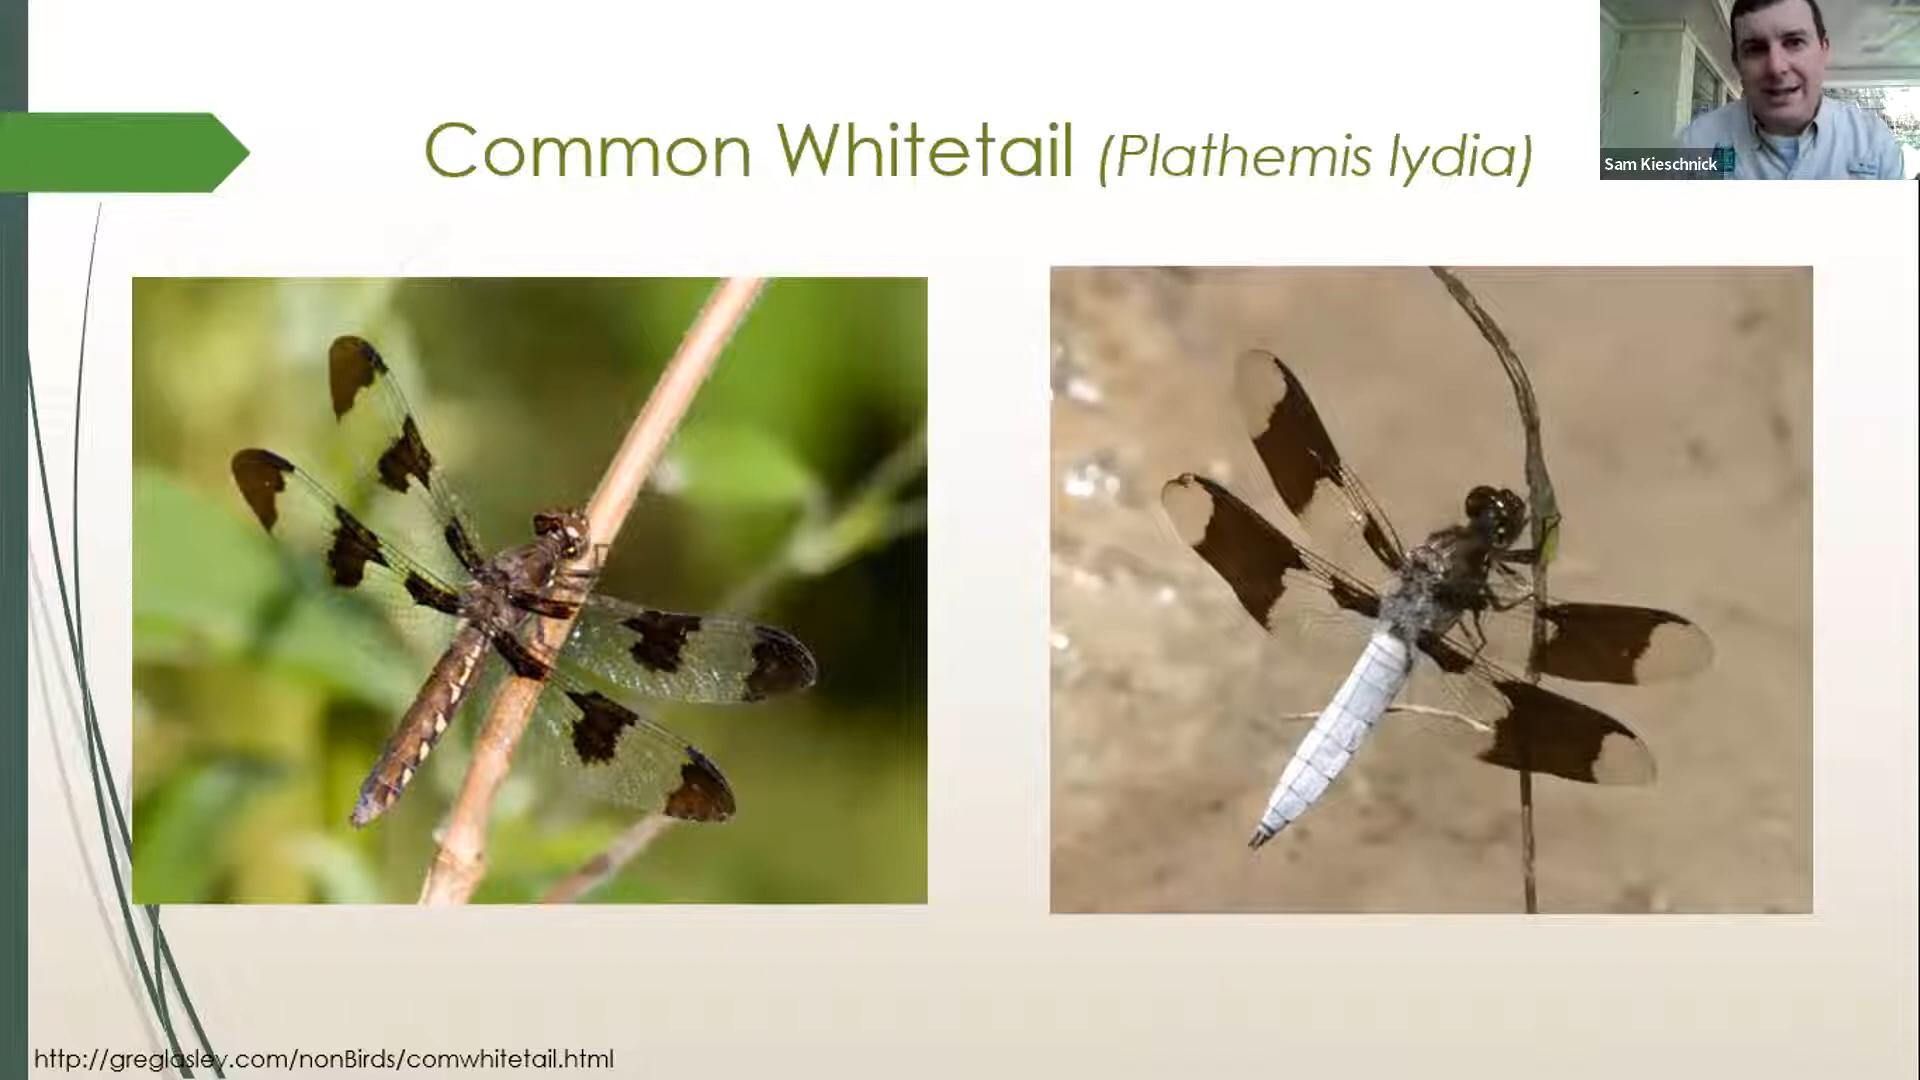 Common Whitetail (Plathemis lydia)
Sam Kieschnick
http://greglasley.com/nonBirds/comwhitetail.html